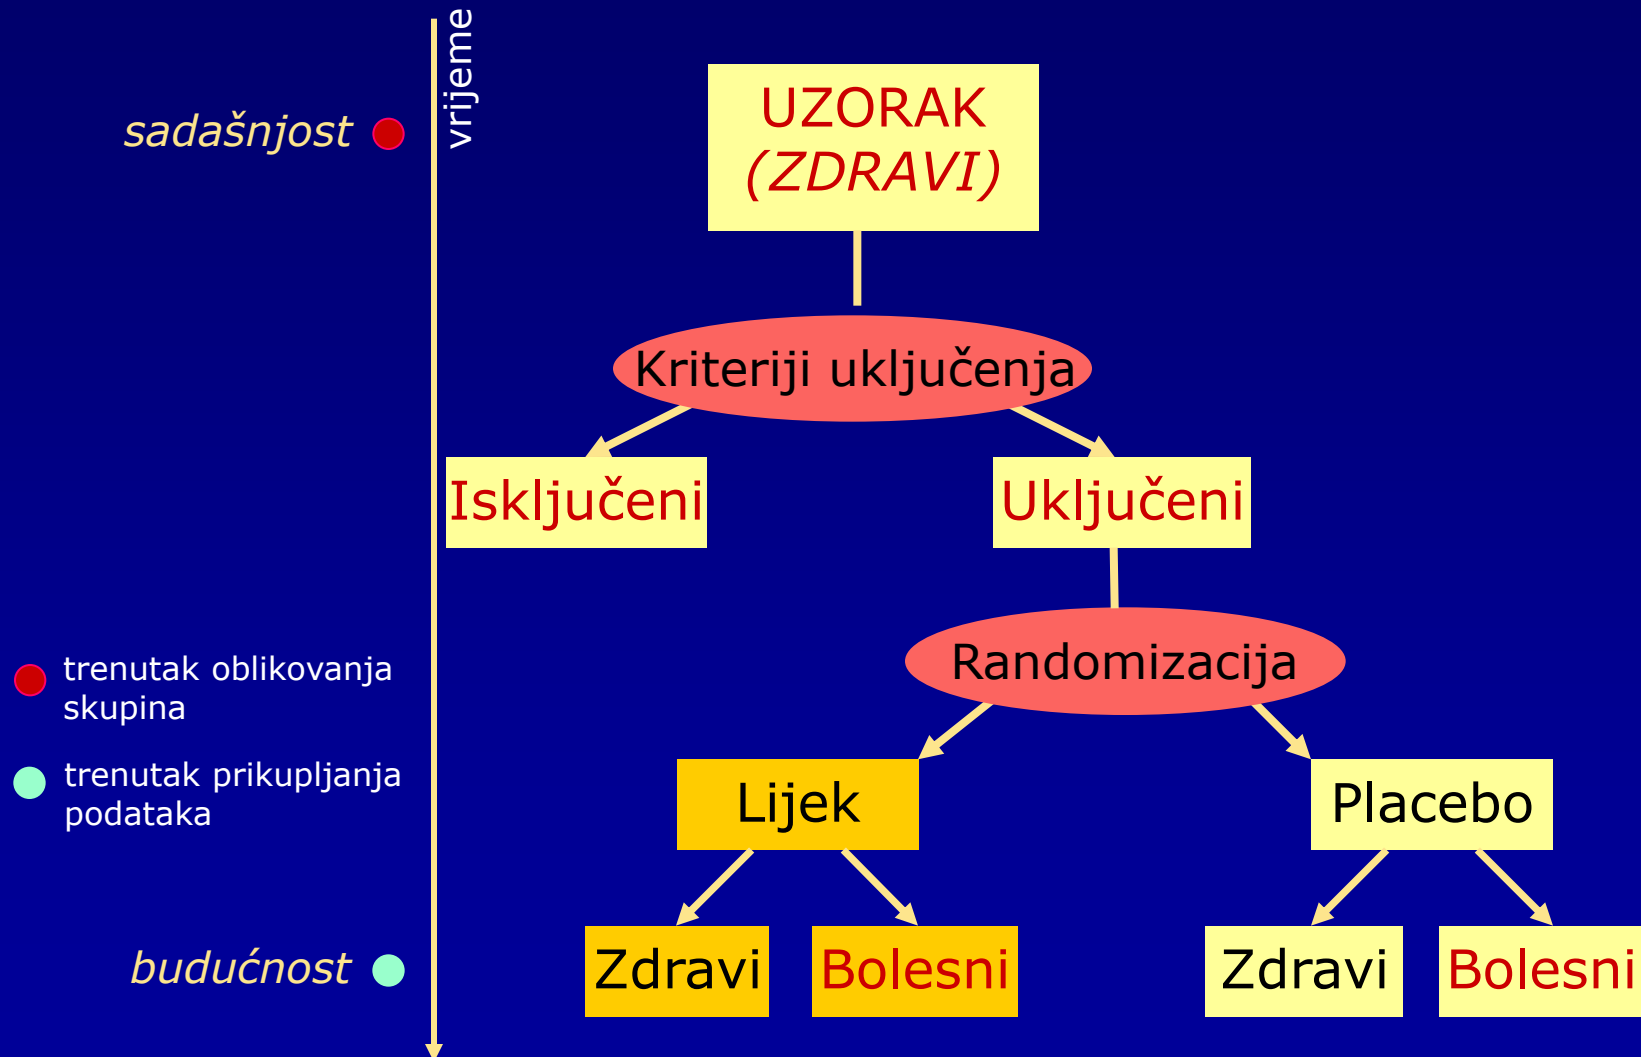 vrijeme
sadašnjost
UZORAK
(ZDRAVI)
Kriteriji uključenja
Isključeni
Uključeni
Randomizacija
trenutak oblikovanja
skupina
trenutak prikupljanja
podataka
Lijek
Placebo
budućnost
Zdravi
Bolesni
Zdravi
Bolesni